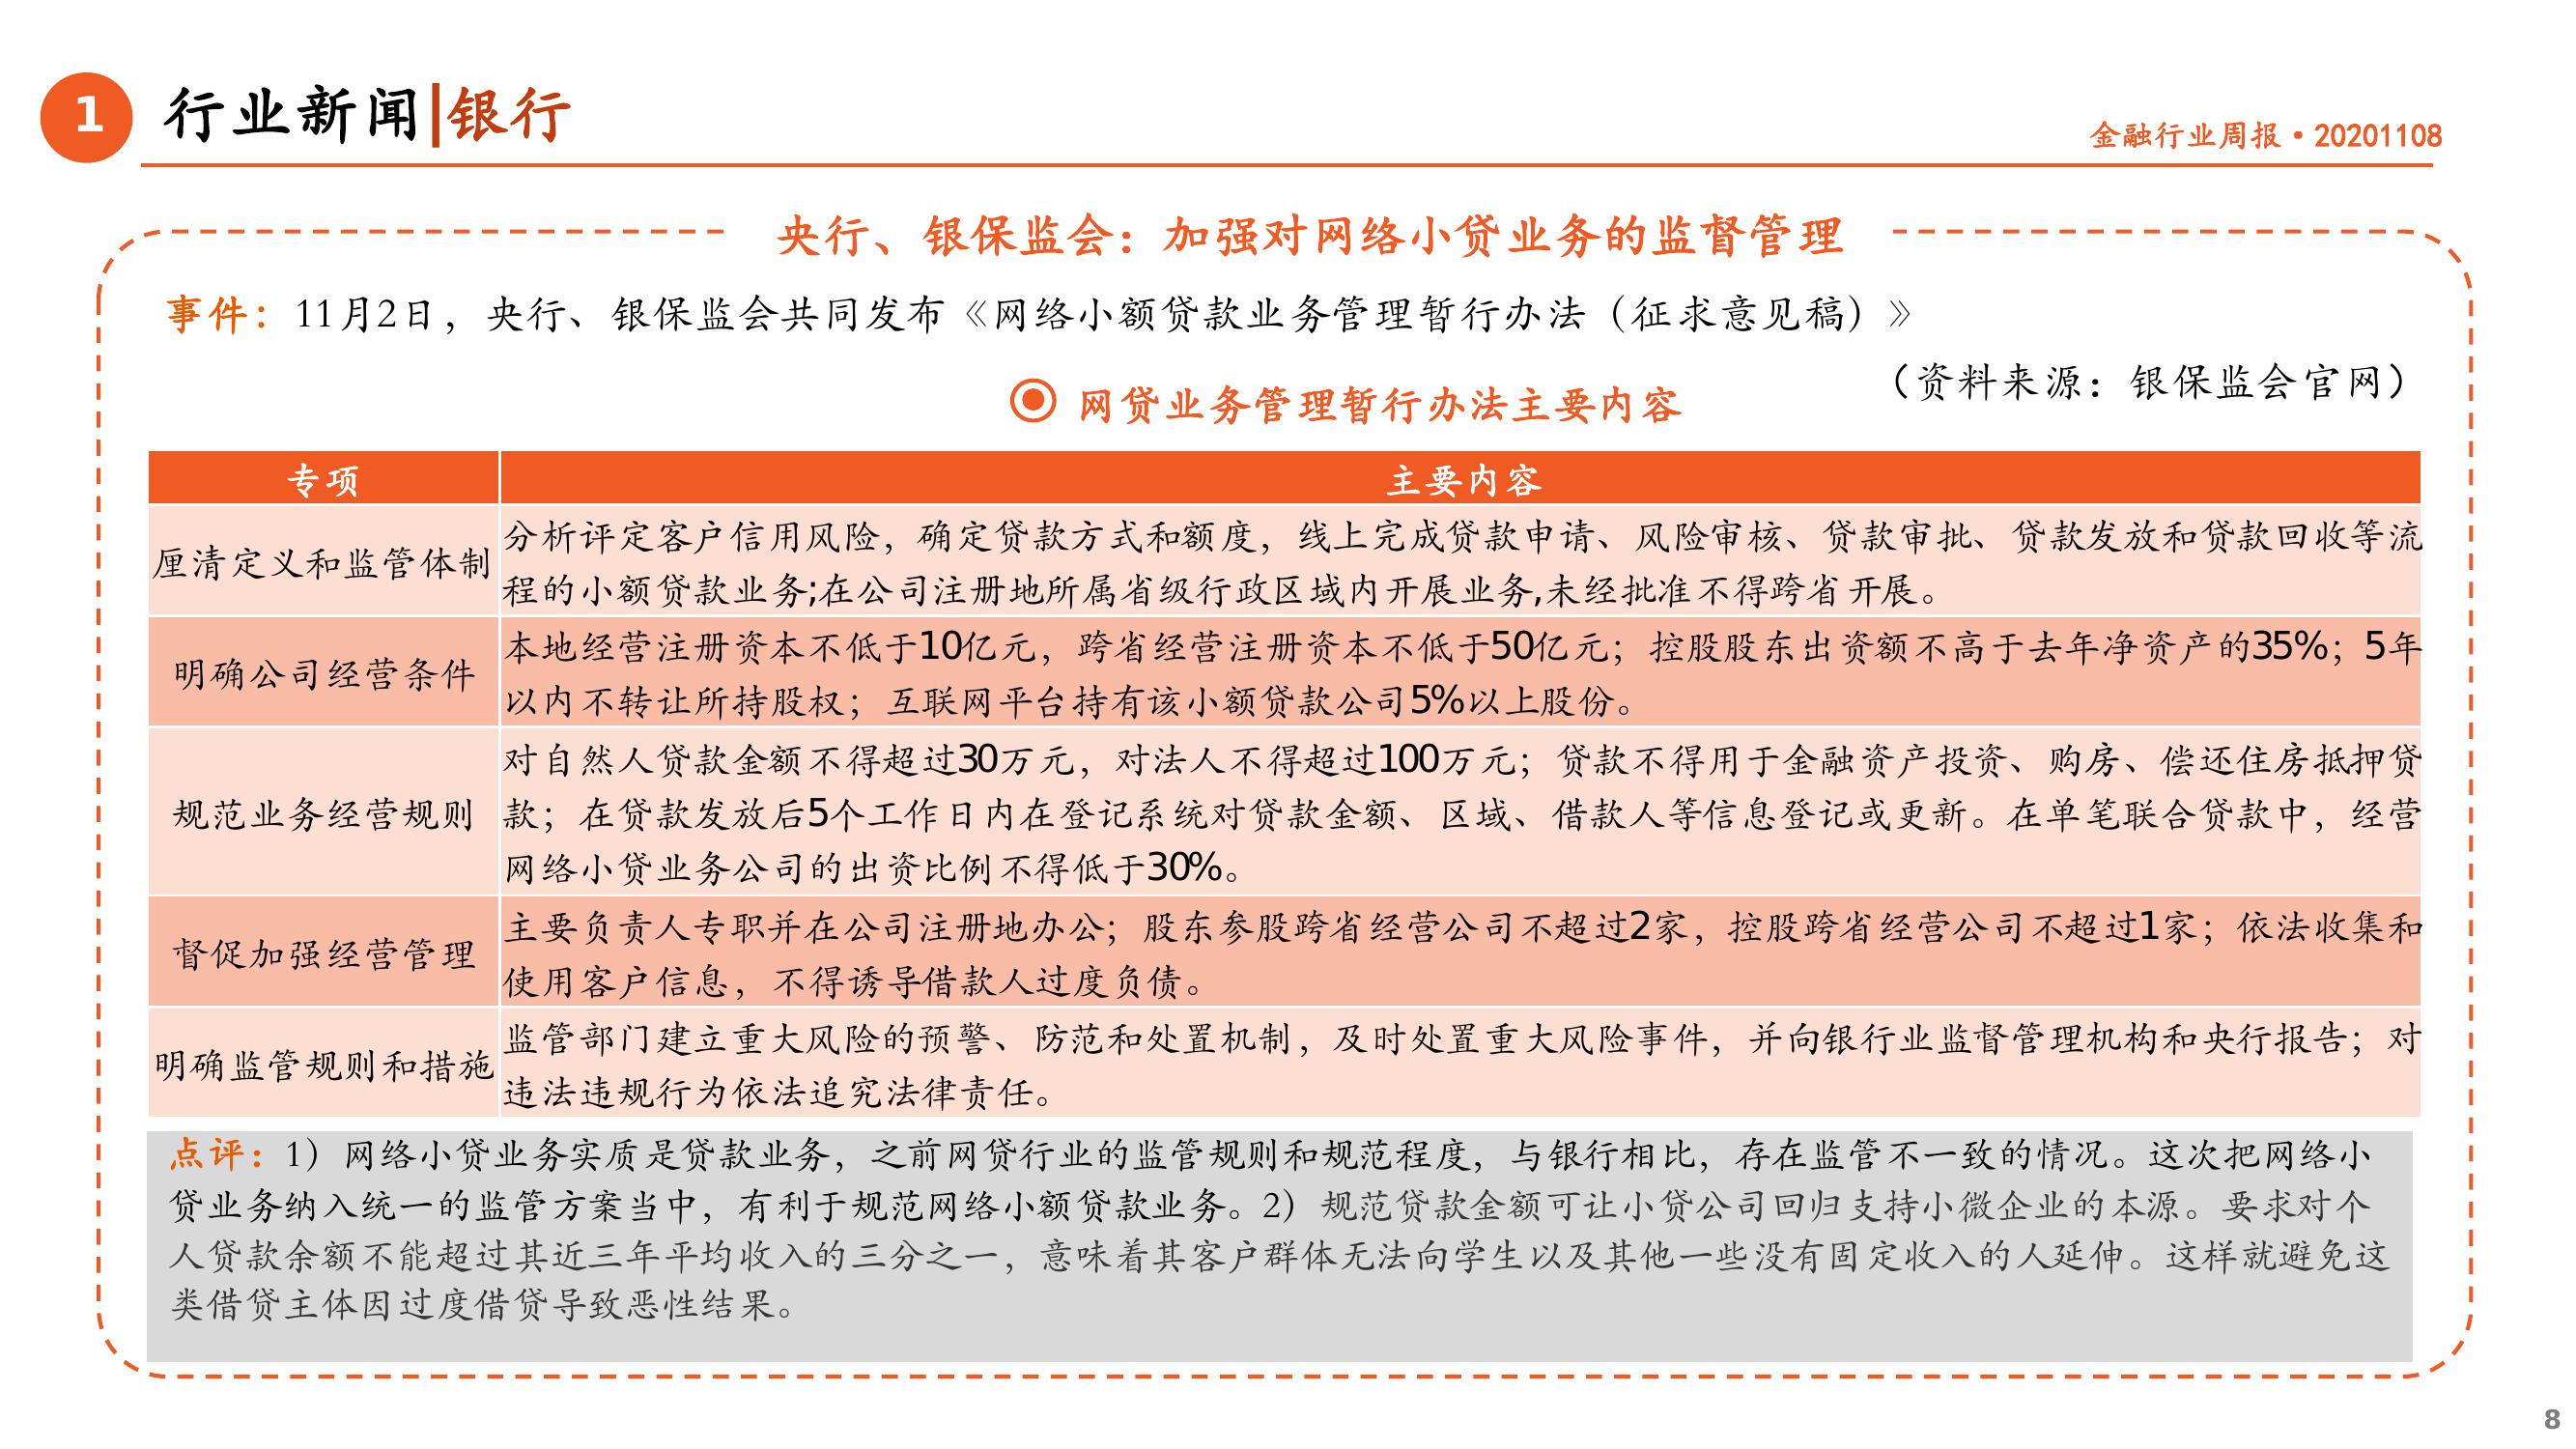 1
行业新闻|银行
金融行业周报•20201108
央行、银保监会：加强对网络小贷业务的监督管理
事件：11月2日，央行、银保监会共同发布《网络小额贷款业务管理暂行办法（征求意见稿）》
（资料来源：银保监会官网）
网贷业务管理暂行办法主要内容
专项
主要内容
厘清定义和监管体制
分析评定客户信用风险，确定贷款方式和额度，线上完成贷款申请、风险审核、贷款审批、贷款发放和贷款回收等流
程的小额贷款业务;在公司注册地所属省级行政区域内开展业务,未经批准不得跨省开展。
明确公司经营条件
本地经营注册资本不低于10亿元，跨省经营注册资本不低于50亿元；控股股东出资额不高于去年净资产的35%；5年
以内不转让所持股权；互联网平台持有该小额贷款公司5%以上股份。
规范业务经营规则
对自然人贷款金额不得超过30万元，对法人不得超过100万元；贷款不得用于金融资产投资、购房、偿还住房抵押贷
款；在贷款发放后5个工作日内在登记系统对贷款金额、区域、借款人等信息登记或更新。在单笔联合贷款中，经营
网络小贷业务公司的出资比例不得低于30%。
督促加强经营管理
主要负责人专职并在公司注册地办公；股东参股跨省经营公司不超过2家，控股跨省经营公司不超过1家；依法收集和
使用客户信息，不得诱导借款人过度负债。
明确监管规则和措施
监管部门建立重大风险的预警、防范和处置机制，及时处置重大风险事件，并向银行业监督管理机构和央行报告；对
违法违规行为依法追究法律责任。
点评：1）网络小贷业务实质是贷款业务，之前网贷行业的监管规则和规范程度，与银行相比，存在监管不一致的情况。这次把网络小
贷业务纳入统一的监管方案当中，有利于规范网络小额贷款业务。2）规范贷款金额可让小贷公司回归支持小微企业的本源。要求对个
人贷款余额不能超过其近三年平均收入的三分之一，意味着其客户群体无法向学生以及其他一些没有固定收入的人延伸。这样就避免这
类借贷主体因过度借贷导致恶性结果。
8